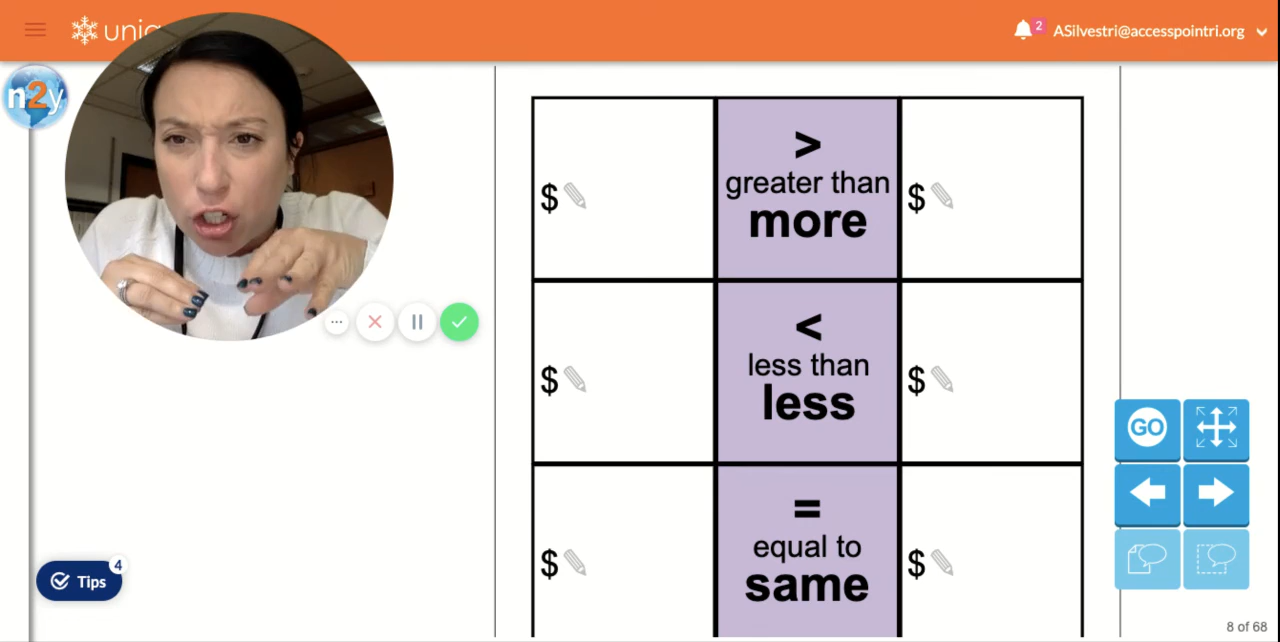 2
ASilvestri@accesspointri.org
n2y
$
>
greater than
more
$
$
<
less than
less
$
$
=
equal to
same
$
GO
Tips
4
8 of 68